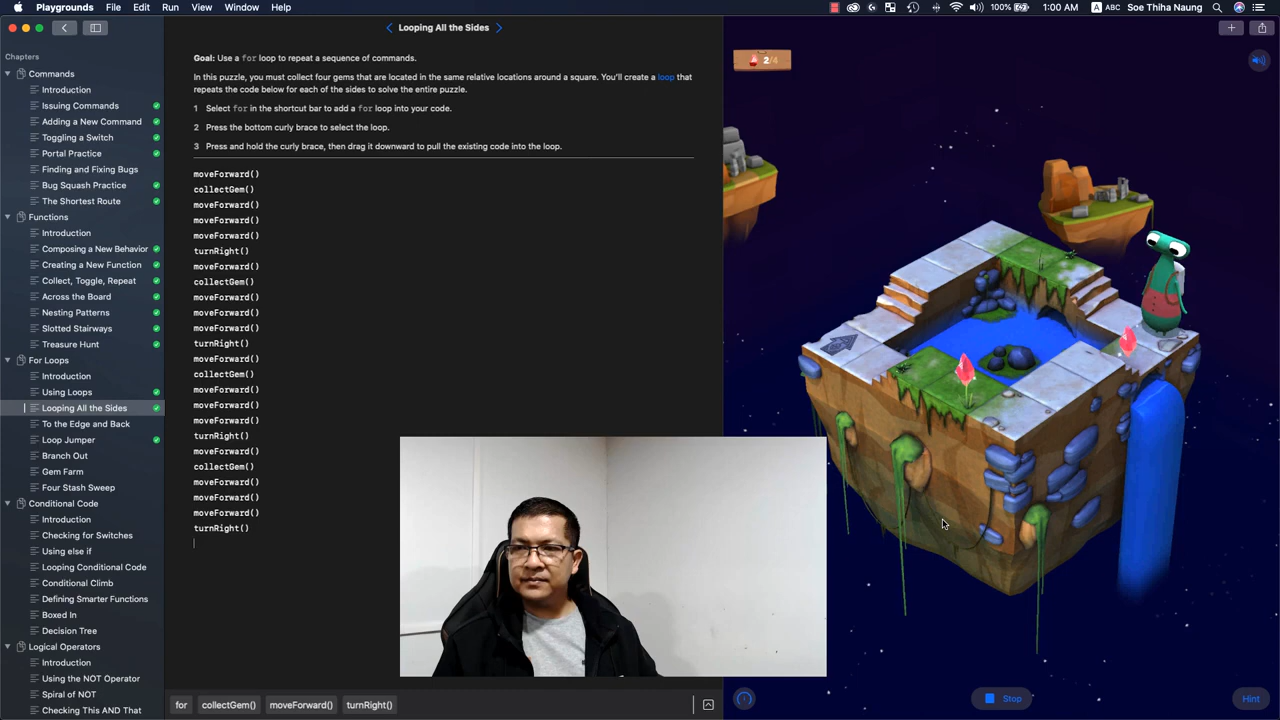 Playgrounds File Edit Run View Window Help 100% 1:00 AM A ABC Soe Thiha Naung
Looping All the Sides
Chapters
Commands
Introduction
Issuing Commands
Adding a New Command
Toggling a Switch
Portal Practice
Finding and Fixing Bugs
Bug Squash Practice
The Shortest Route
Functions
Introduction
Composing a New Behavior
Creating a New Function
Collect, Toggle, Repeat
Across the Board
Nesting Patterns
Slotted Stairways
Treasure Hunt
For Loops
Introduction
Using Loops
Looping All the Sides
To the Edge and Back
Loop Jumper
Branch Out
Gem Farm
Four Stash Sweep
Conditional Code
Introduction
Checking for Switches
Using else if
Looping Conditional Code
Conditional Climb
Defining Smarter Functions
Boxed In
Decision Tree
Logical Operators
Introduction
Using the NOT Operator
Spiral of NOT
Checking This AND That
Goal: Use a for loop to repeat a sequence of commands.
In this puzzle, you must collect four gems that are located in the same relative locations around a square. You'll create a loop that
repeats the code below for each of the sides to solve the entire puzzle.
1 Select for in the shortcut bar to add a for loop into your code.
2 Press the bottom curly brace to select the loop.
3 Press and hold the curly brace, then drag it downward to pull the existing code into the loop.
moveForward()
collectGem()
moveForward()
moveForward()
moveForward()
turnRight()
moveForward()
collectGem()
moveForward()
moveForward()
moveForward()
turnRight()
moveForward()
collectGem()
moveForward()
moveForward()
moveForward()
turnRight()
moveForward()
collectGem()
moveForward()
moveForward()
moveForward()
turnRight()
for collectGem() moveForward() turnRight()
2/4
Stop
Hint